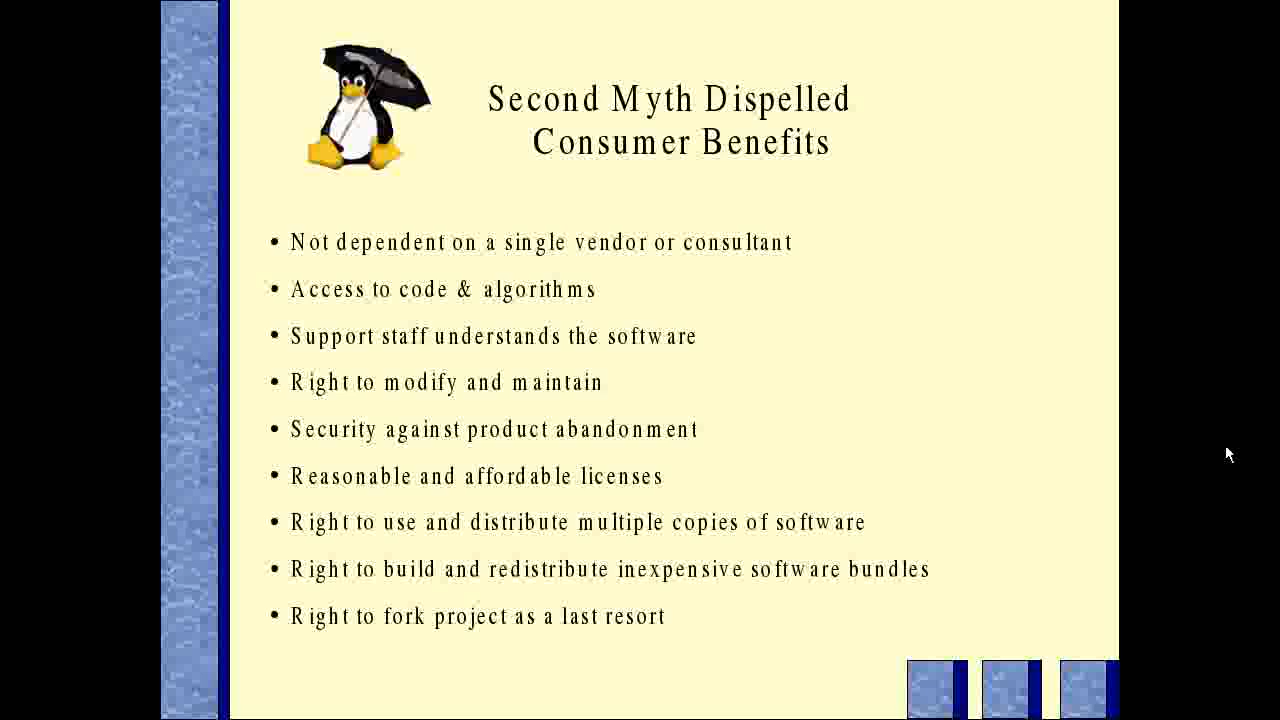 Second Myth Dispelled
Consumer Benefits
• Not dependent on a single vendor or consultant
• Access to code & algorithms
• Support staff understands the software
• Right to modify and maintain
• Security against product abandonment
• Reasonable and affordable licenses
• Right to use and distribute multiple copies of software
• Right to build and redistribute inexpensive software bundles
• Right to fork project as a last resort